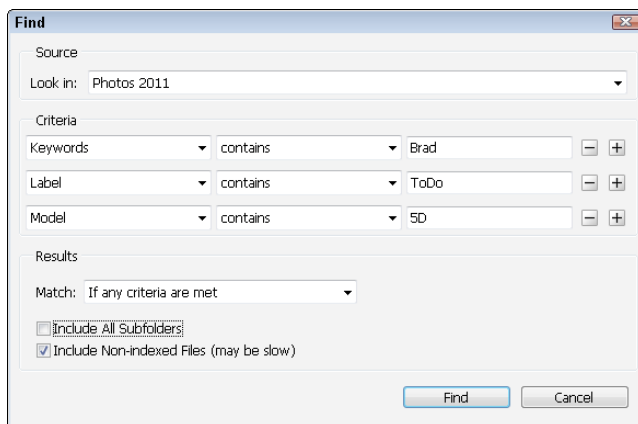 Find
Source
Look in: Photos 2011
Criteria
Keywords contains Brad
Label contains ToDo
Model contains 5D
Results
Match: If any criteria are met
Include All Subfolders
Include Non-indexed Files (may be slow)
Find Cancel